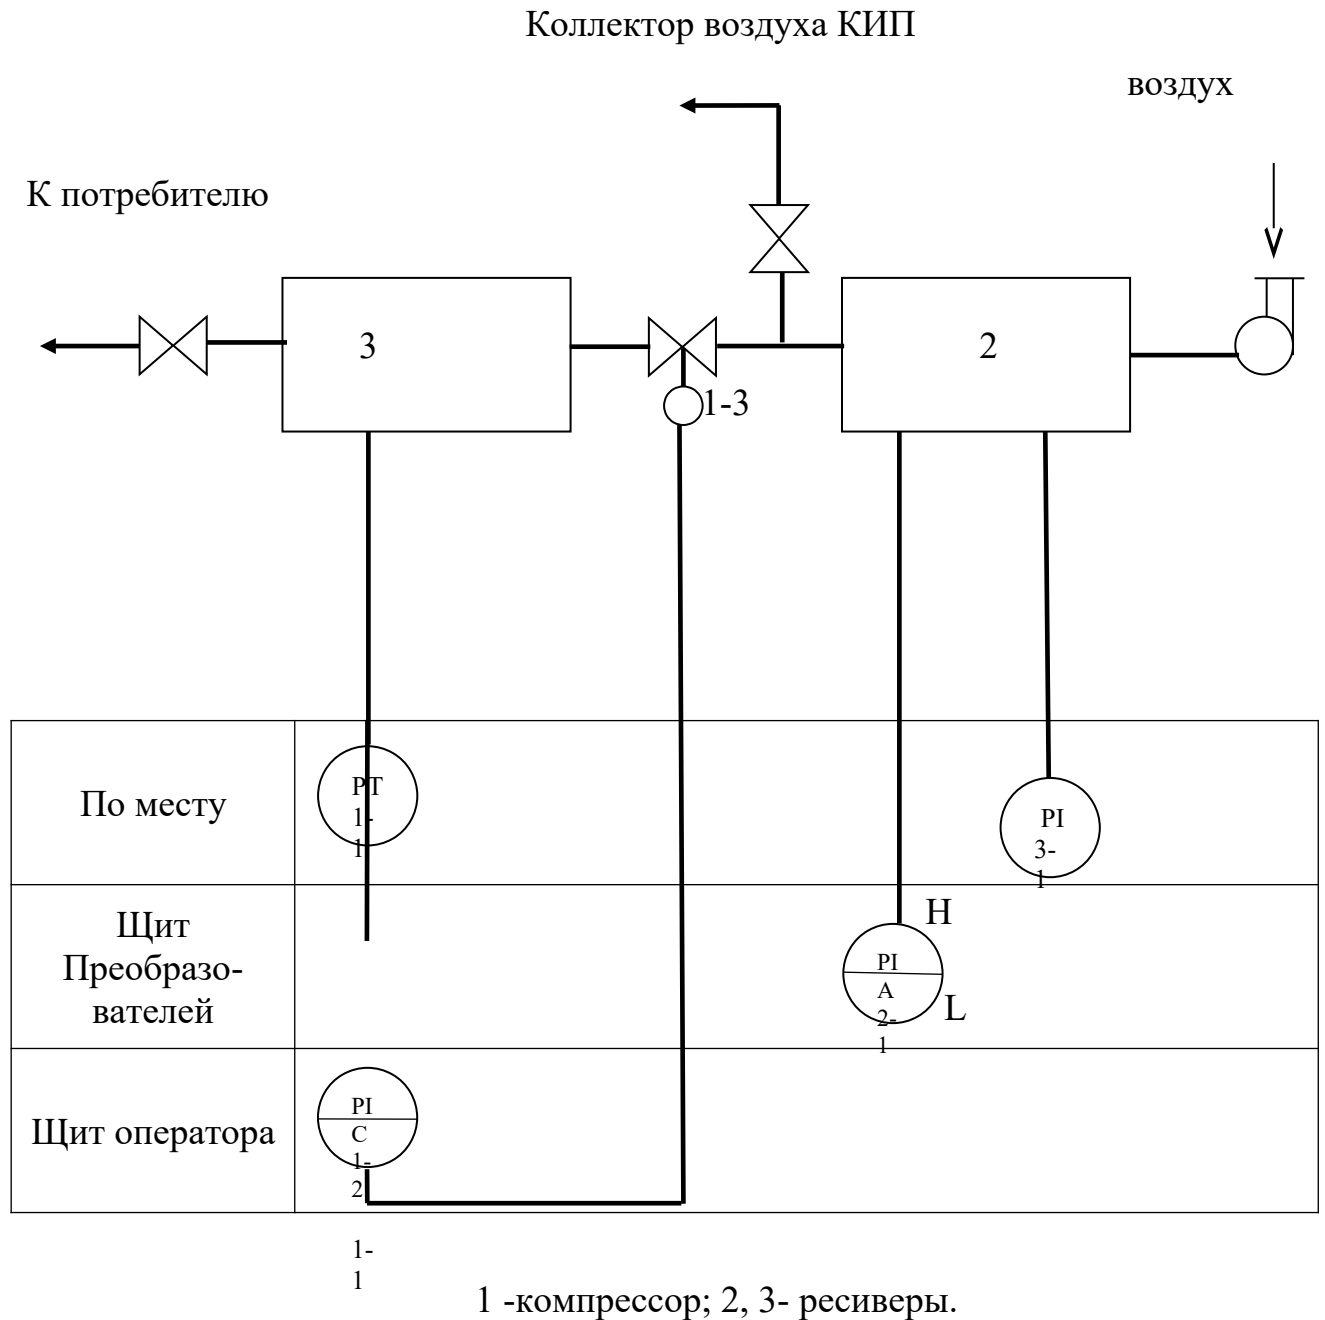 Коллектор воздуха КИП
воздух
К потребителю
3
2
1-3
По месту
PT
1-
1
PI
3-
1
Щит
Преобразо-
вателей
H
PI
A
2-
1
L
Щит оператора
PI
C
1-
2
1-
1
1 -компрессор; 2, 3- ресиверы.